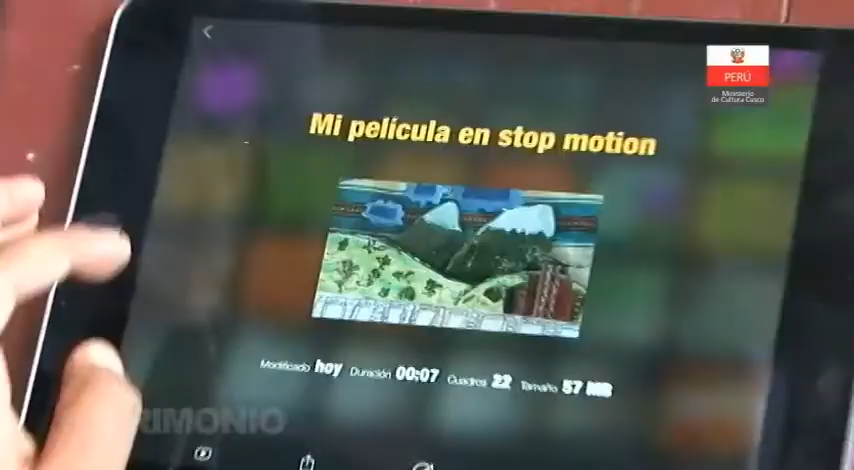 PERÚ
Ministerio
de Cultura Cusco
Mi película en stop motion
Modificado hoy Duración 00:07 Cuadros 22 Tamaño 57 MB
RIMONIO